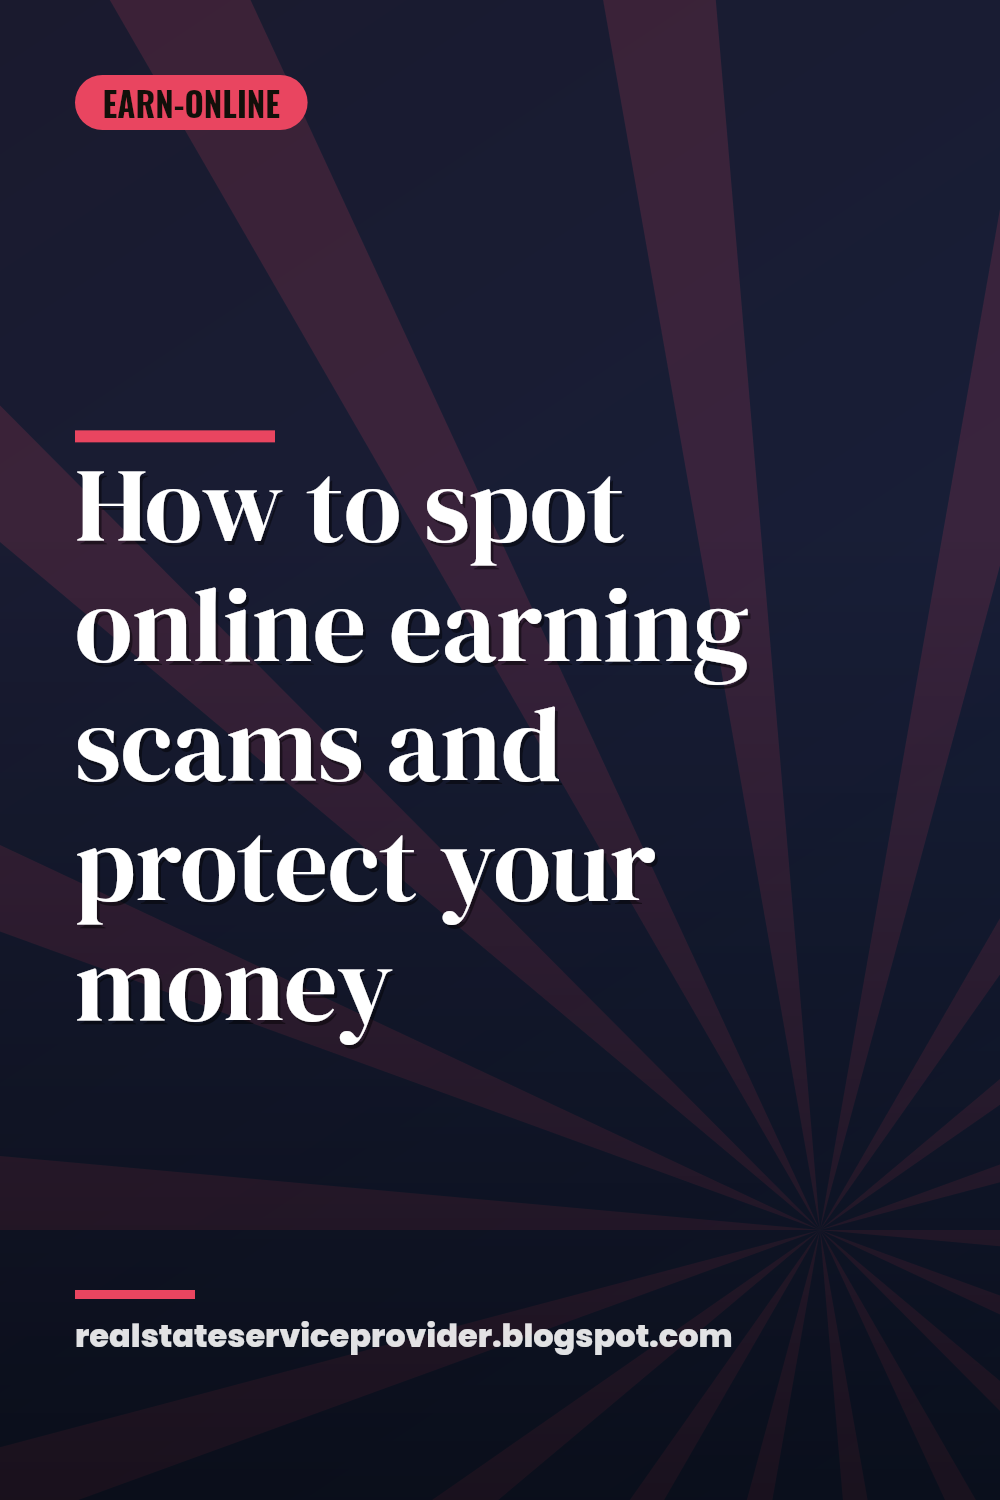 EARN-ONLINE
How to spot
online earning
scams and
protect your
money
realstateserviceprovider.blogspot.com